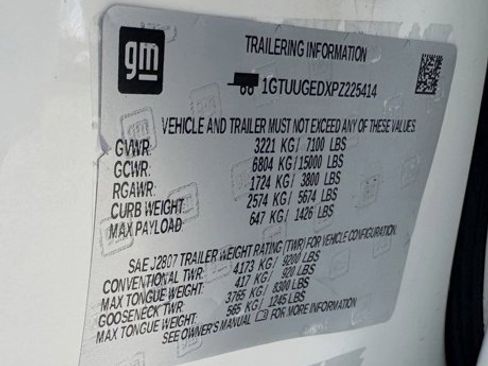 gm
TRAILERING INFORMATION
1GTUUGEDXPZ225414
VEHICLE AND TRAILER MUST NOT EXCEED ANY OF THESE VALUES
GVWR: 3221 KG/ 7100 LBS
GCWR: 6804 KG/ 15000 LBS
RGAWR: 1724 KG/ 3800 LBS
CURB WEIGHT: 2574 KG/ 5674 LBS
MAX PAYLOAD: 647 KG/ 1426 LBS
SAE J2807 TRAILER WEIGHT RATING (TWR) FOR VEHICLE CONFIGURATION.
CONVENTIONAL TWR: 4173 KG/ 9200 LBS
MAX TONGUE WEIGHT: 417 KG/ 920 LBS
GOOSENECK TWR: 3765 KG/ 8300 LBS
MAX TONGUE WEIGHT: 565 KG/ 1245 LBS
SEE OWNER'S MANUAL FOR MORE INFORMATION